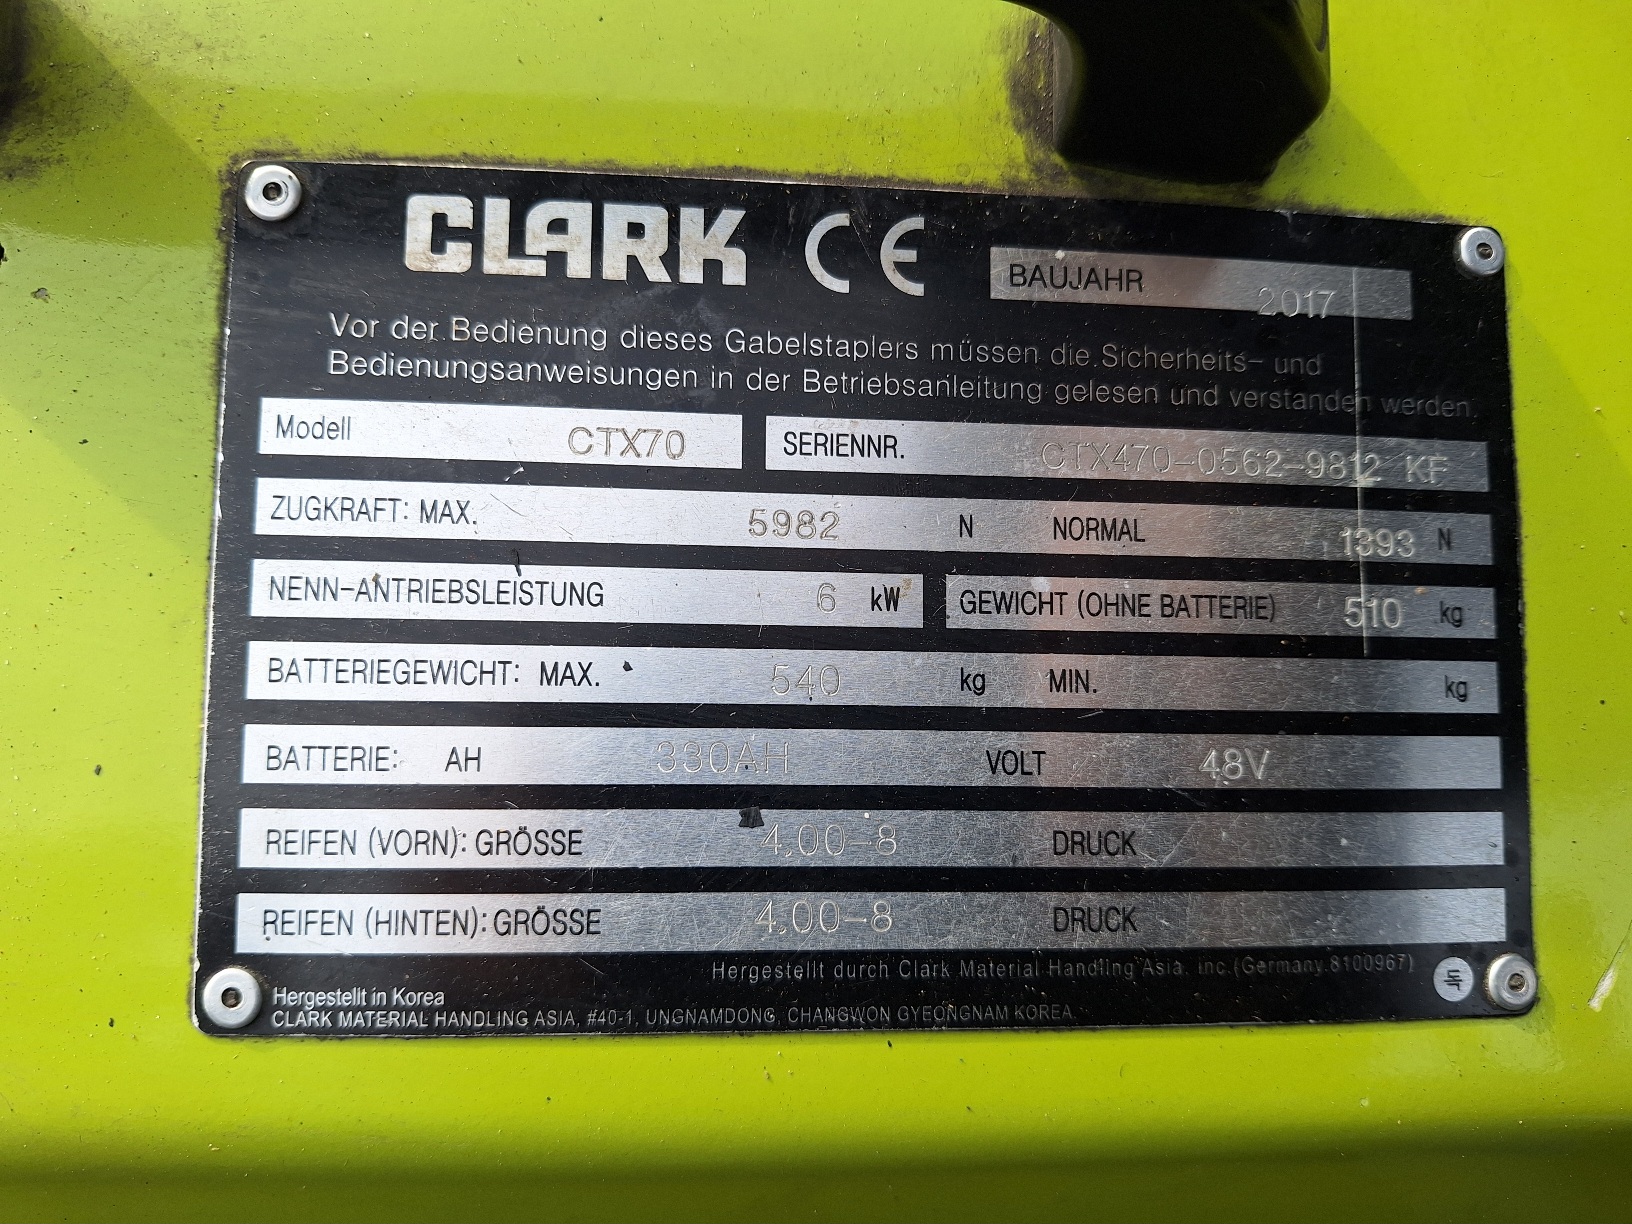 CLARK CE
BAUJAHR 2017
Vor der Bedienung dieses Gabelstaplers müssen die Sicherheits- und
Bedienungsanweisungen in der Betriebsanleitung gelesen und verstanden werden.
Modell CTX70 SERIENNR. CTX470-0562-9812 KF
ZUGKRAFT: MAX. 5982 N NORMAL 1393 N
NENN-ANTRIEBSLEISTUNG 6 kW GEWICHT (OHNE BATTERIE) 510 kg
BATTERIEGEWICHT: MAX. 540 kg MIN. kg
BATTERIE: AH 330AH VOLT 48V
REIFEN (VORN): GRÖSSE 4.00-8 DRUCK
REIFEN (HINTEN): GRÖSSE 4.00-8 DRUCK
Hergestellt durch Clark Material Handling Asia. Inc.(Germany.8100967)
Hergestellt in Korea
CLARK MATERIAL HANDLING ASIA, #40-1, UNGNAMDONG, CHANGWON GYEONGNAM KOREA.